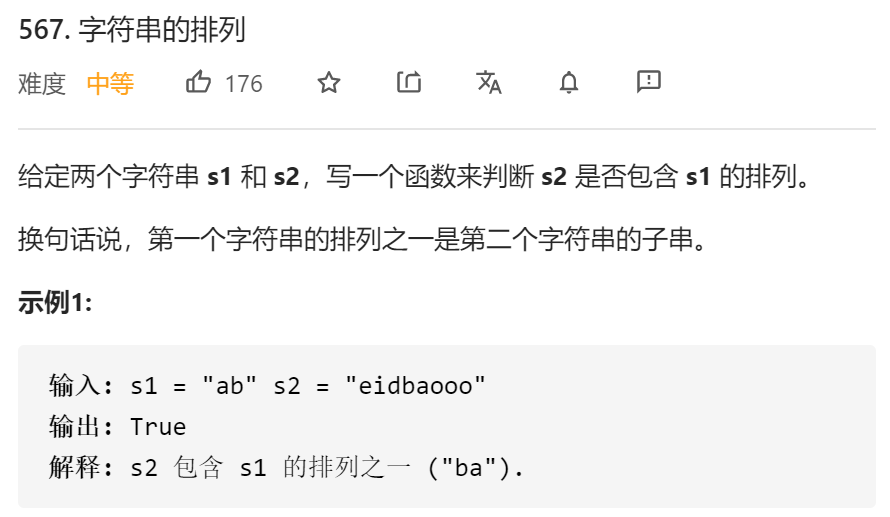 567. 字符串的排列
难度 中等 176 文A
给定两个字符串 s1 和 s2，写一个函数来判断 s2 是否包含 s1 的排列。
换句话说，第一个字符串的排列之一是第二个字符串的子串。
示例1:
输入: s1 = "ab" s2 = "eidbaooo"
输出: True
解释: s2 包含 s1 的排列之一 ("ba").